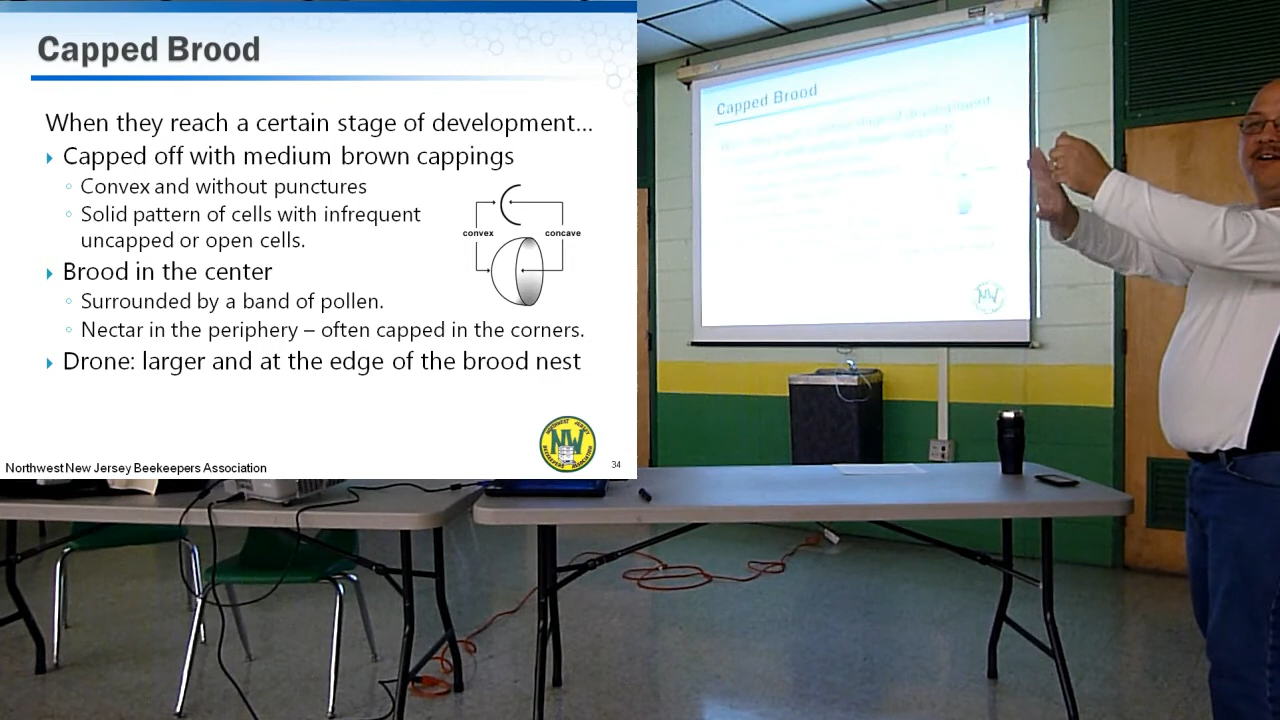 Capped Brood
When they reach a certain stage of development...
Capped off with medium brown cappings
Convex and without punctures
Solid pattern of cells with infrequent
uncapped or open cells.
convex
concave
Brood in the center
Surrounded by a band of pollen.
Nectar in the periphery – often capped in the corners.
Drone: larger and at the edge of the brood nest
NW
Northwest New Jersey Beekeepers Association
34
Capped Brood
NW